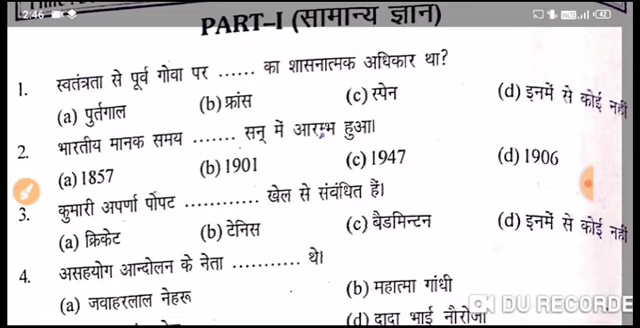 2:46
42
PART-I (सामान्य ज्ञान)
1. स्वतंत्रता से पूर्व गोवा पर ...... का शासनात्मक अधिकार था?
(a) पुर्तगाल (b) फ्रांस (c) स्पेन (d) इनमें से कोई नहीं
2. भारतीय मानक समय ....... सन् में आरम्भ हुआ।
(a) 1857 (b) 1901 (c) 1947 (d) 1906
3. कुमारी अपर्णा पोंपट ............ खेल से संबंधित हैं।
(a) क्रिकेट (b) टेनिस (c) बैडमिन्टन (d) इनमें से कोई नहीं
4. असहयोग आन्दोलन के नेता ........... थे।
(a) जवाहरलाल नेहरू (b) महात्मा गांधी
DU RECORDE
(d) दादा भाई नौरोजी